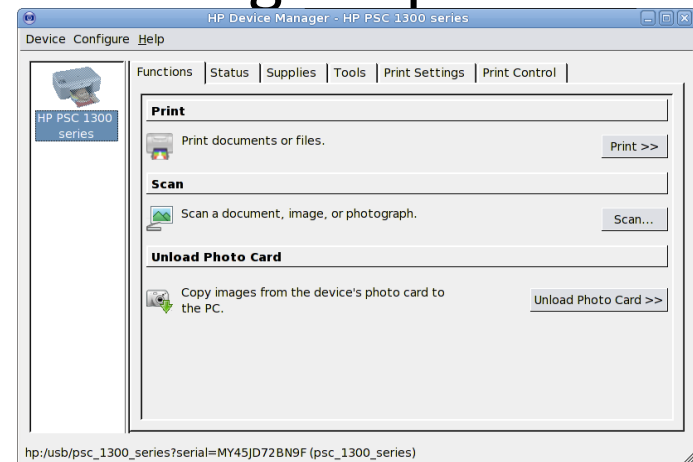 HP Device Manager - HP PSC 1300 series
Device Configure Help
Functions Status Supplies Tools Print Settings Print Control
HP PSC 1300
series
Print
Print documents or files.
Print >>
Scan
Scan a document, image, or photograph.
Scan...
Unload Photo Card
Copy images from the device's photo card to
the PC.
Unload Photo Card >>
hp:/usb/psc_1300_series?serial=MY45JD72BN9F (psc_1300_series)